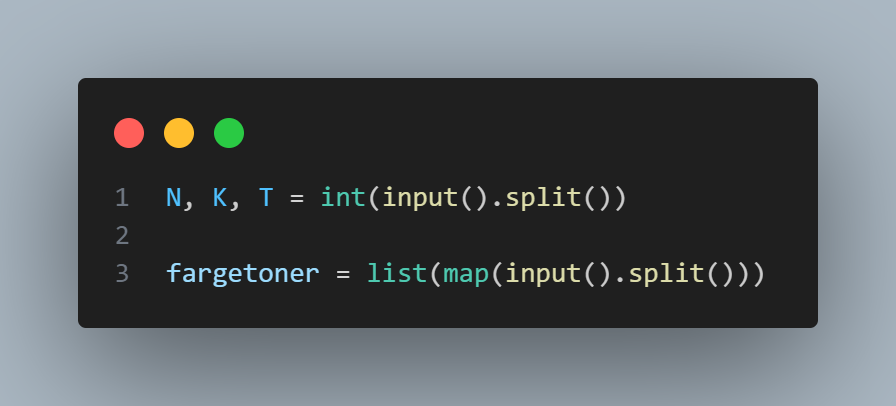 1 N, K, T = int(input().split())
2
3 fargetoner = list(map(input().split()))